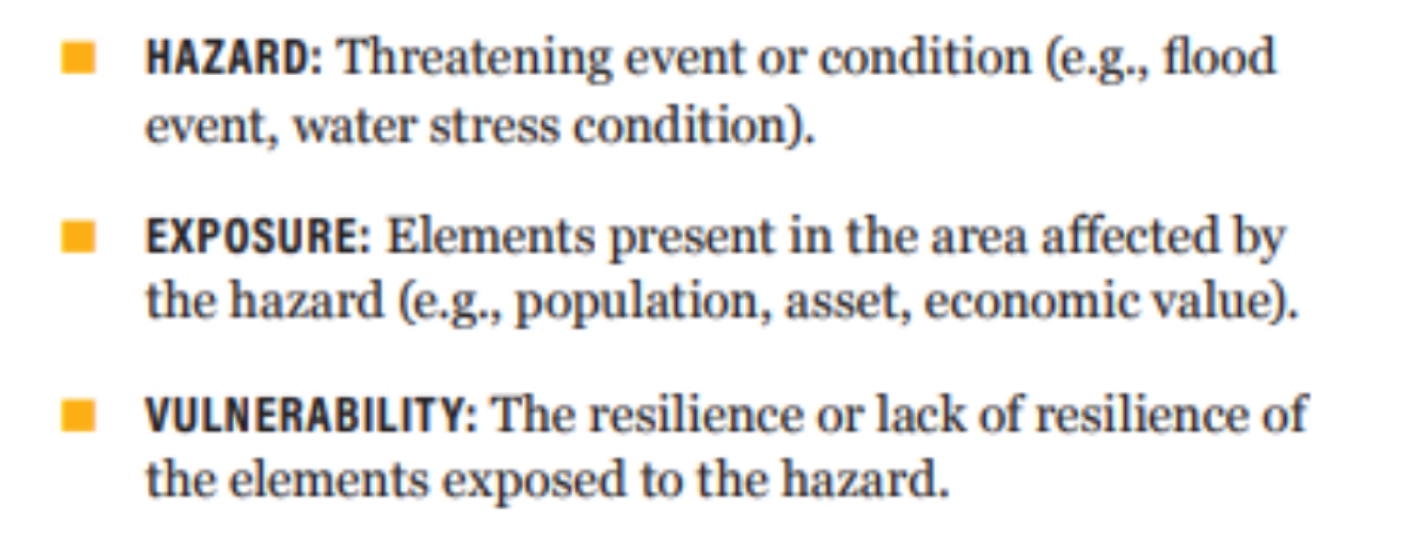 HAZARD: Threatening event or condition (e.g., flood
event, water stress condition).
EXPOSURE: Elements present in the area affected by
the hazard (e.g., population, asset, economic value).
VULNERABILITY: The resilience or lack of resilience of
the elements exposed to the hazard.